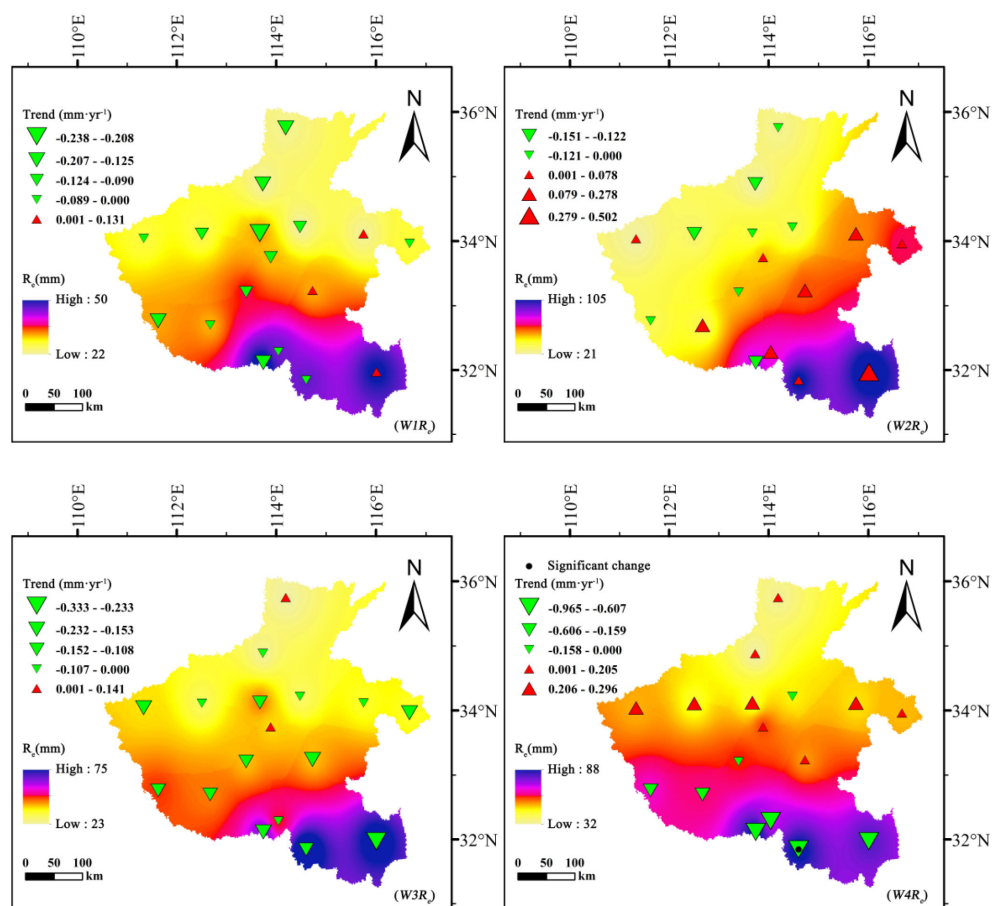 110°E
112°E
114°E
116°E
110°E
112°E
114°E
116°E
Trend (mm·yr⁻¹)
-0.238 - -0.208
-0.207 - -0.125
-0.124 - -0.090
-0.089 - 0.000
0.001 - 0.131
Rₑ(mm)
High : 50
Low : 22
0 50 100
km
N
(W1Rₑ)
36°N
34°N
32°N
Trend (mm·yr⁻¹)
-0.151 - -0.122
-0.121 - 0.000
0.001 - 0.078
0.079 - 0.278
0.279 - 0.502
Rₑ(mm)
High : 105
Low : 21
0 50 100
km
N
(W2Rₑ)
36°N
34°N
32°N
110°E
112°E
114°E
116°E
110°E
112°E
114°E
116°E
Trend (mm·yr⁻¹)
-0.333 - -0.233
-0.232 - -0.153
-0.152 - -0.108
-0.107 - 0.000
0.001 - 0.141
Rₑ(mm)
High : 75
Low : 23
0 50 100
km
N
(W3Rₑ)
36°N
34°N
32°N
Significant change
Trend (mm·yr⁻¹)
-0.965 - -0.607
-0.606 - -0.159
-0.158 - 0.000
0.001 - 0.205
0.206 - 0.296
Rₑ(mm)
High : 88
Low : 32
0 50 100
km
N
(W4Rₑ)
36°N
34°N
32°N